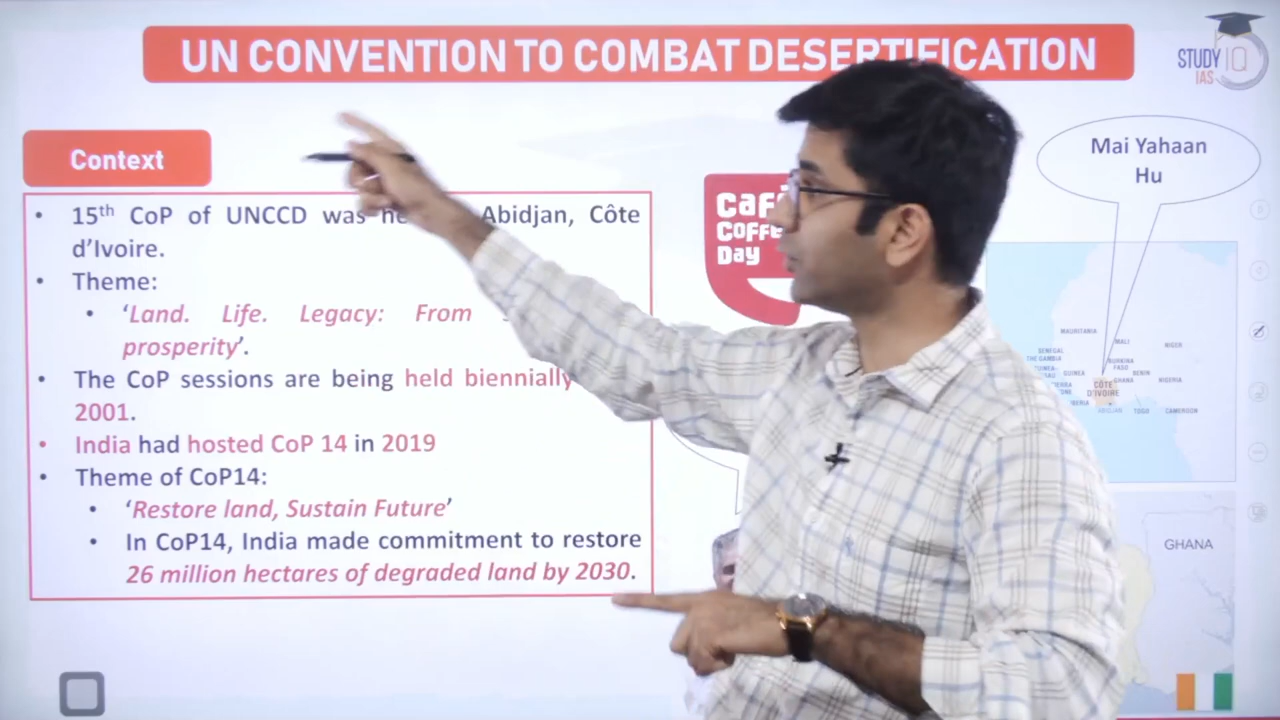 UN CONVENTION TO COMBAT DESERTIFICATION
STUDY IQ
IAS
Context
• 15th CoP of UNCCD was Abidjan, Côte
d'Ivoire.
• Theme:
• 'Land. Life. Legacy: From
prosperity'.
• The CoP sessions are being held biennially
2001.
• India had hosted CoP 14 in 2019
• Theme of CoP14:
• 'Restore land, Sustain Future'
• In CoP14, India made commitment to restore
26 million hectares of degraded land by 2030.
Coffee
Day
Mai Yahaan
Hu
MAURITANIA
MALI
NIGER
SENEGAL
THE GAMBIA
BURKINA
FASO
GUINEA
BENIN
GHANA
NIGERIA
CÔTE
D'IVOIRE
ABIDJAN
TOGO
CAMEROON
GHANA